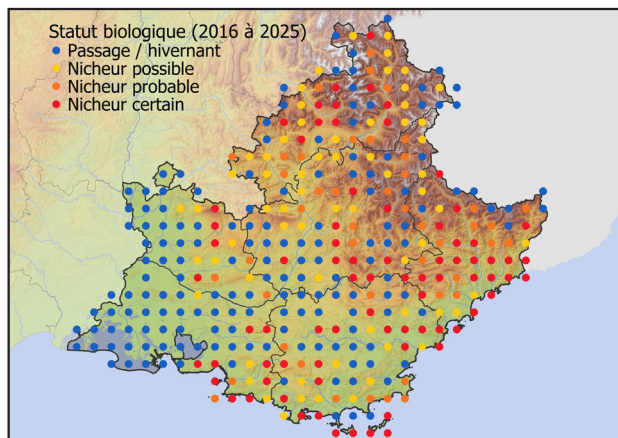 Statut biologique (2016 à 2025)
Passage / hivernant
Nicheur possible
Nicheur probable
Nicheur certain